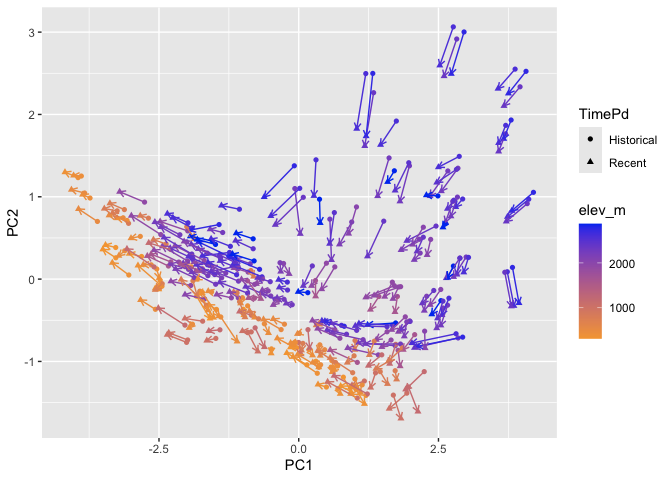 3
2
1
0
-1
PC2
-2.5
0.0
2.5
PC1
TimePd
Historical
Recent
elev_m
2000
1000